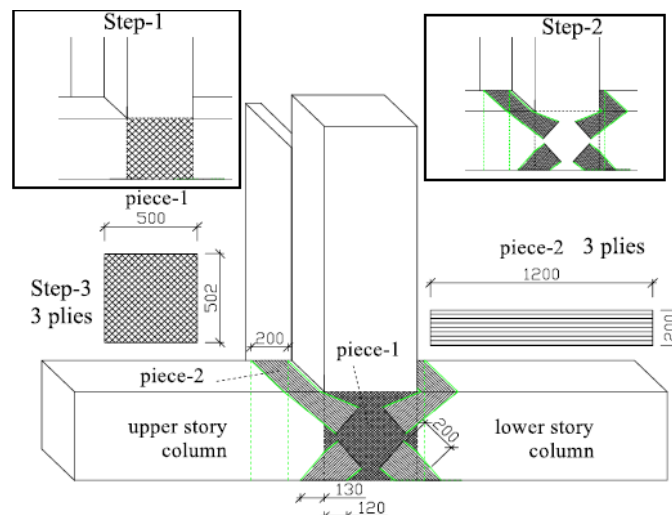 Step-1
Step-2
piece-1
500
502
Step-3
3 plies
piece-2 3 plies
1200
200
200
piece-1
piece-2
upper story
column
lower story
column
200
130
120